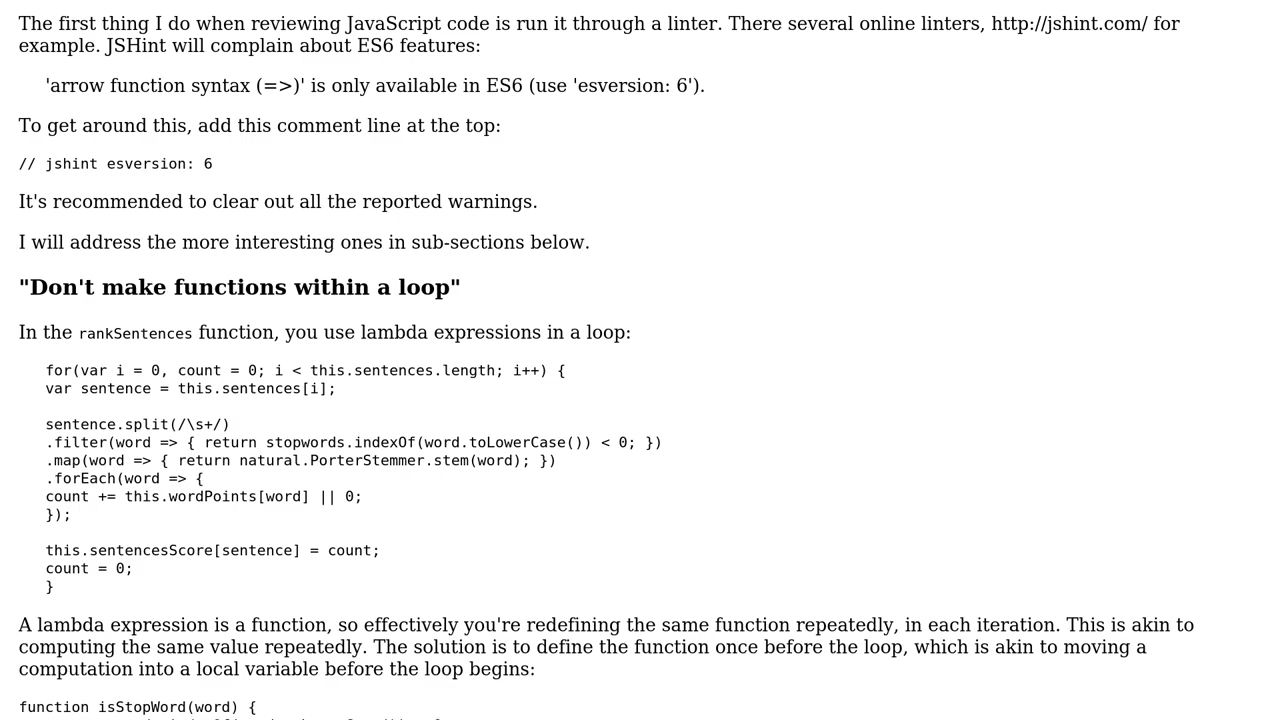 The first thing I do when reviewing JavaScript code is run it through a linter. There several online linters, http://jshint.com/ for
example. JSHint will complain about ES6 features:
'arrow function syntax (=>)' is only available in ES6 (use 'esversion: 6').
To get around this, add this comment line at the top:
// jshint esversion: 6
It's recommended to clear out all the reported warnings.
I will address the more interesting ones in sub-sections below.
"Don't make functions within a loop"
In the rankSentences function, you use lambda expressions in a loop:
for(var i = 0, count = 0; i < this.sentences.length; i++) {
var sentence = this.sentences[i];
sentence.split(/\s+/)
.filter(word => { return stopwords.indexOf(word.toLowerCase()) < 0; })
.map(word => { return natural.PorterStemmer.stem(word); })
.forEach(word => {
count += this.wordPoints[word] || 0;
});
this.sentencesScore[sentence] = count;
count = 0;
}
A lambda expression is a function, so effectively you're redefining the same function repeatedly, in each iteration. This is akin to
computing the same value repeatedly. The solution is to define the function once before the loop, which is akin to moving a
computation into a local variable before the loop begins:
function isStopWord(word) {